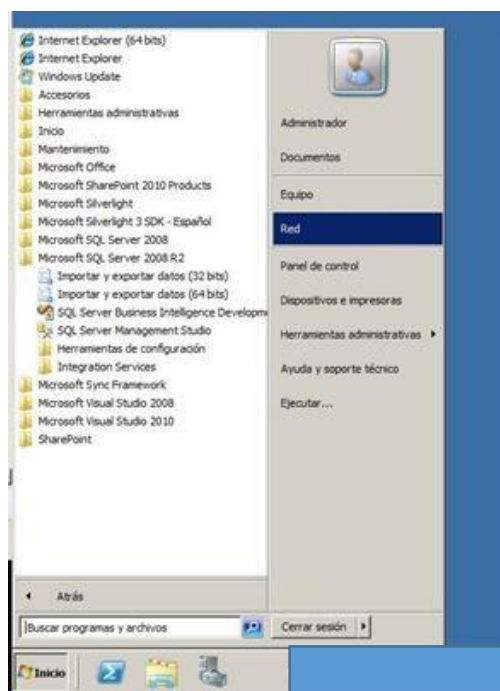 Internet Explorer (64 bits)
Internet Explorer
Windows Update
Accesorios
Herramientas administrativas
Inicio
Mantenimiento
Microsoft Office
Microsoft SharePoint 2010 Products
Microsoft Silverlight
Microsoft Silverlight 3 SDK - Español
Microsoft SQL Server 2008
Microsoft SQL Server 2008 R2
Importar y exportar datos (32 bits)
Importar y exportar datos (64 bits)
SQL Server Business Intelligence Developm
SQL Server Management Studio
Herramientas de configuración
Integration Services
Microsoft Sync Framework
Microsoft Visual Studio 2008
Microsoft Visual Studio 2010
SharePoint
Atrás
Buscar programas y archivos
Administrador
Documentos
Equipo
Red
Panel de control
Dispositivos e impresoras
Herramientas administrativas
Ayuda y soporte técnico
Ejecutar...
Cerrar sesión
Inicio